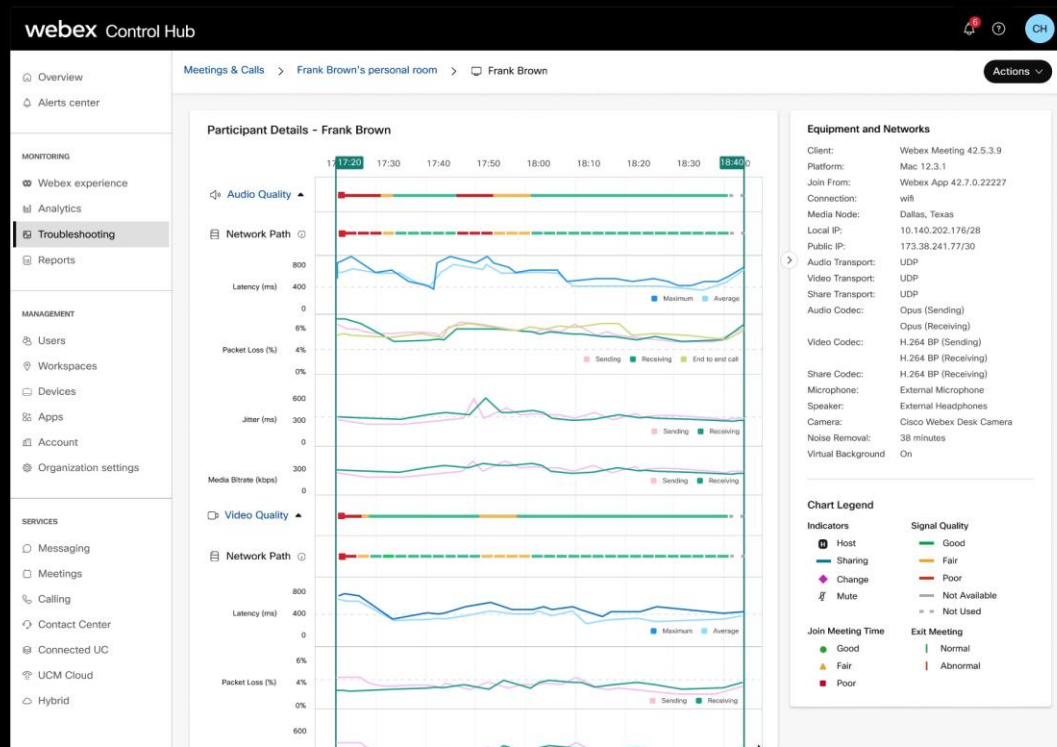 webex Control Hub
6
CH
Overview
Alerts center
MONITORING
Webex experience
Analytics
Troubleshooting
Reports
MANAGEMENT
Users
Workspaces
Devices
Apps
Account
Organization settings
SERVICES
Messaging
Meetings
Calling
Contact Center
Connected UC
UCM Cloud
Hybrid
Meetings & Calls > Frank Brown's personal room > Frank Brown
Actions
Participant Details - Frank Brown
17:20 17:30 17:40 17:50 18:00 18:10 18:20 18:30 18:40
Audio Quality
Network Path
800
Latency (ms) 400
0
Maximum Average
6%
Packet Loss (%) 4%
0%
Sending Receiving End to end call
600
Jitter (ms) 300
0
Sending Receiving
300
Media Bitrate (kbps)
0
Sending Receiving
Video Quality
Network Path
800
Latency (ms) 400
0
Maximum Average
6%
Packet Loss (%) 4%
0%
Sending Receiving
600
Equipment and Networks
Client: Webex Meeting 42.5.3.9
Platform: Mac 12.3.1
Join From: Webex App 42.7.0.22227
Connection: wifi
Media Node: Dallas, Texas
Local IP: 10.140.202.176/28
Public IP: 173.38.241.77/30
Audio Transport: UDP
Video Transport: UDP
Share Transport: UDP
Audio Codec: Opus (Sending)
Opus (Receiving)
Video Codec: H.264 BP (Sending)
H.264 BP (Receiving)
Share Codec: H.264 BP (Receiving)
Microphone: External Microphone
Speaker: External Headphones
Camera: Cisco Webex Desk Camera
Noise Removal: 38 minutes
Virtual Background On
Chart Legend
Indicators
H Host
Sharing
Change
Mute
Signal Quality
Good
Fair
Poor
Not Available
Not Used
Join Meeting Time
Good
Fair
Poor
Exit Meeting
Normal
Abnormal